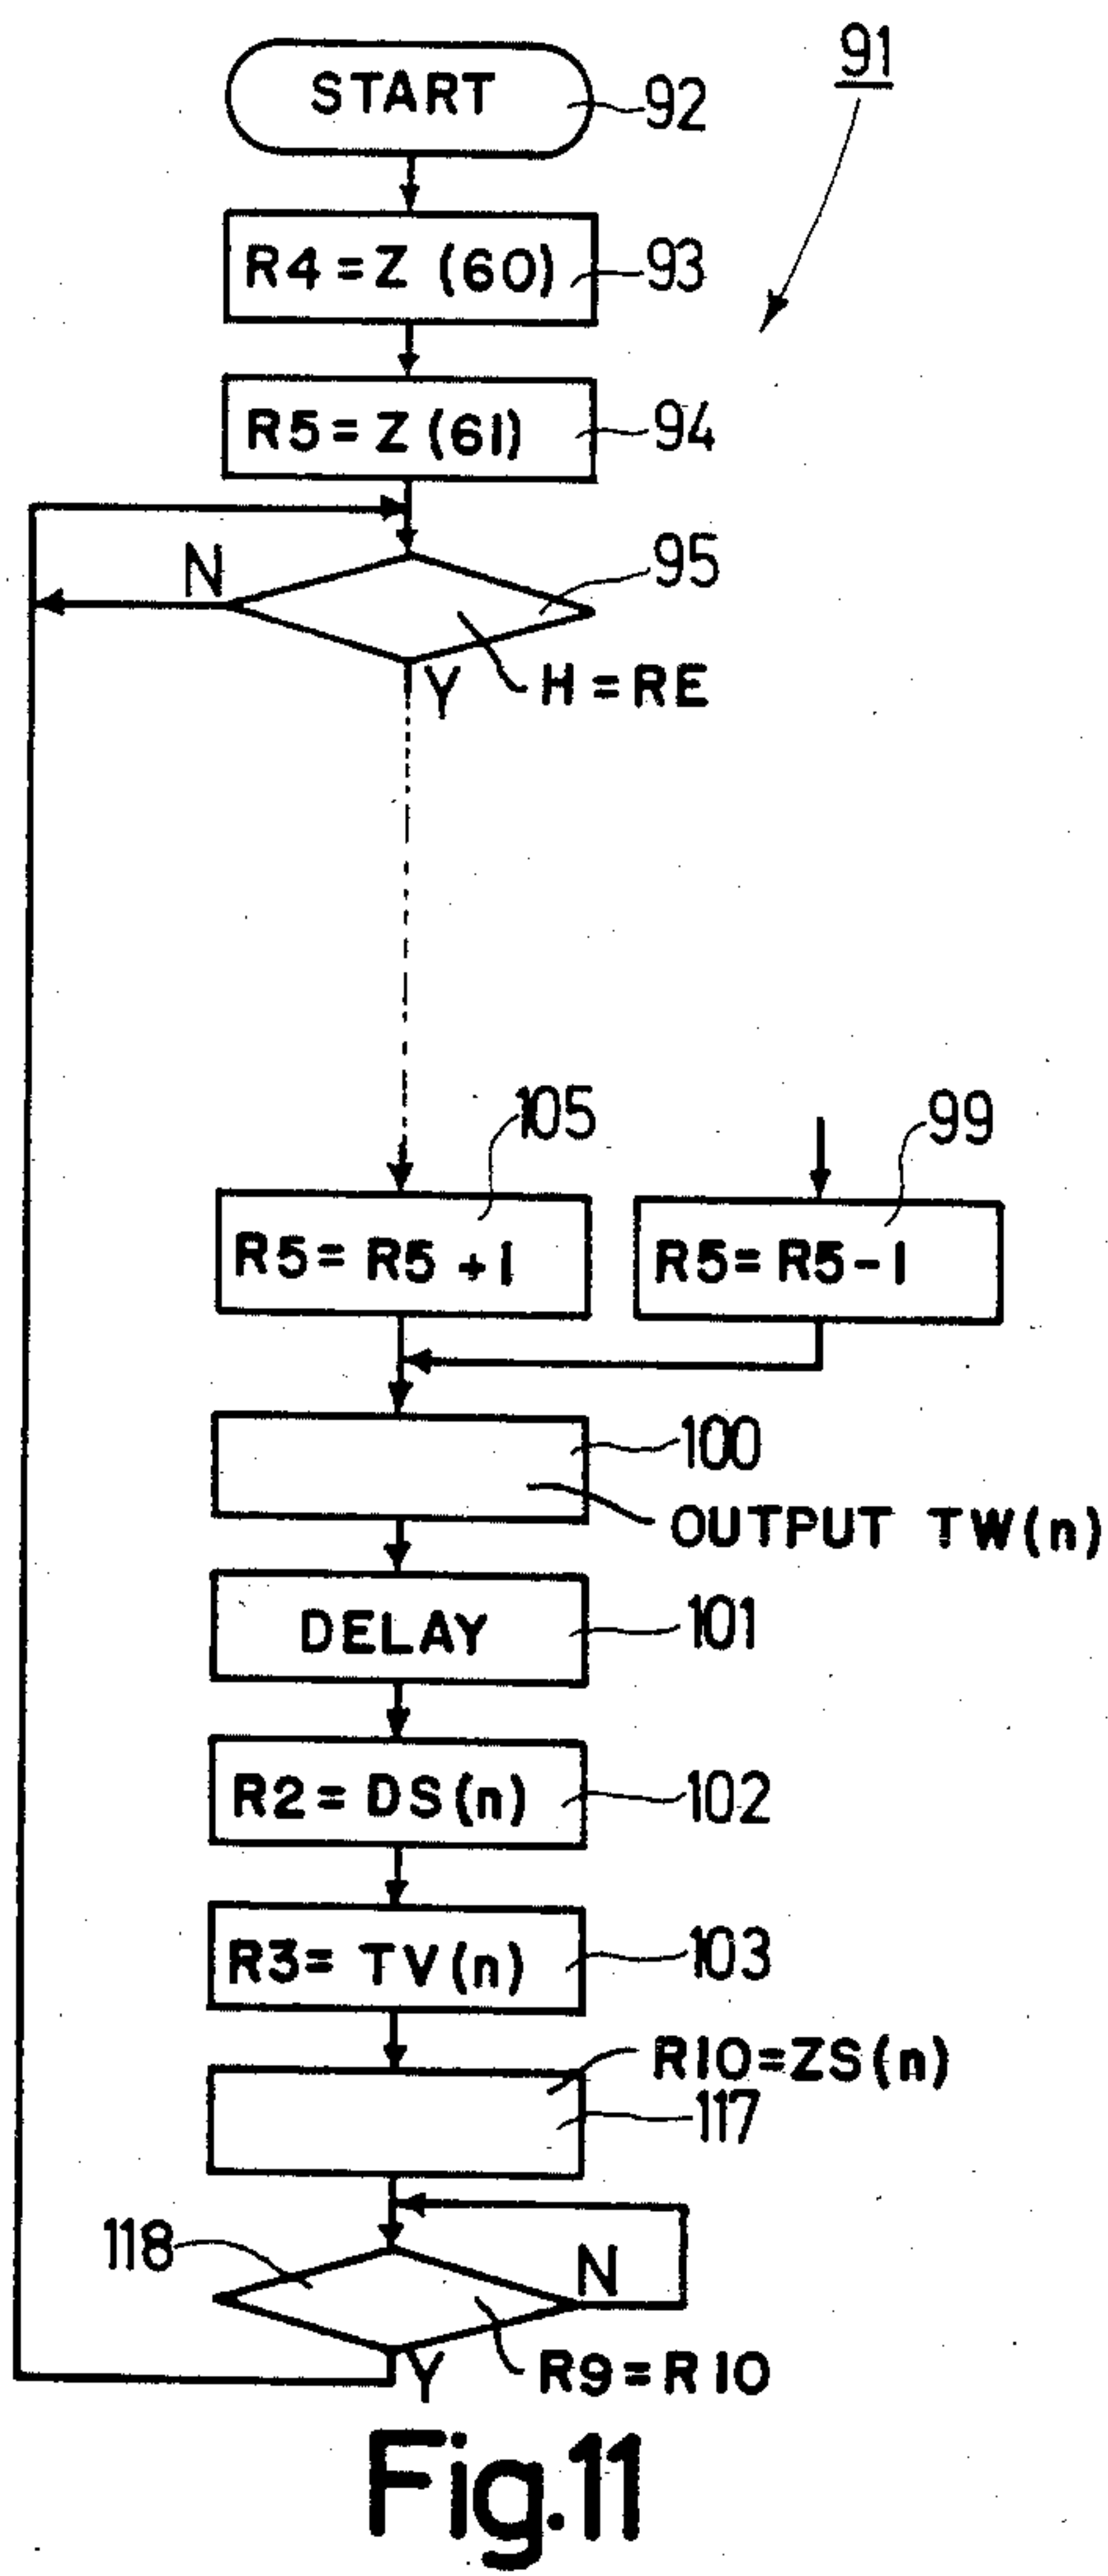 91
START
92
R4 = Z (60)
93
R5 = Z (61)
94
N
95
Y
H = RE
105
99
R5 = R5 + 1
R5 = R5 - 1
100
OUTPUT TW(n)
DELAY
101
R2 = DS(n)
102
R3 = TV(n)
103
R10 = ZS(n)
117
118
N
Y
R9 = R10
Fig.11